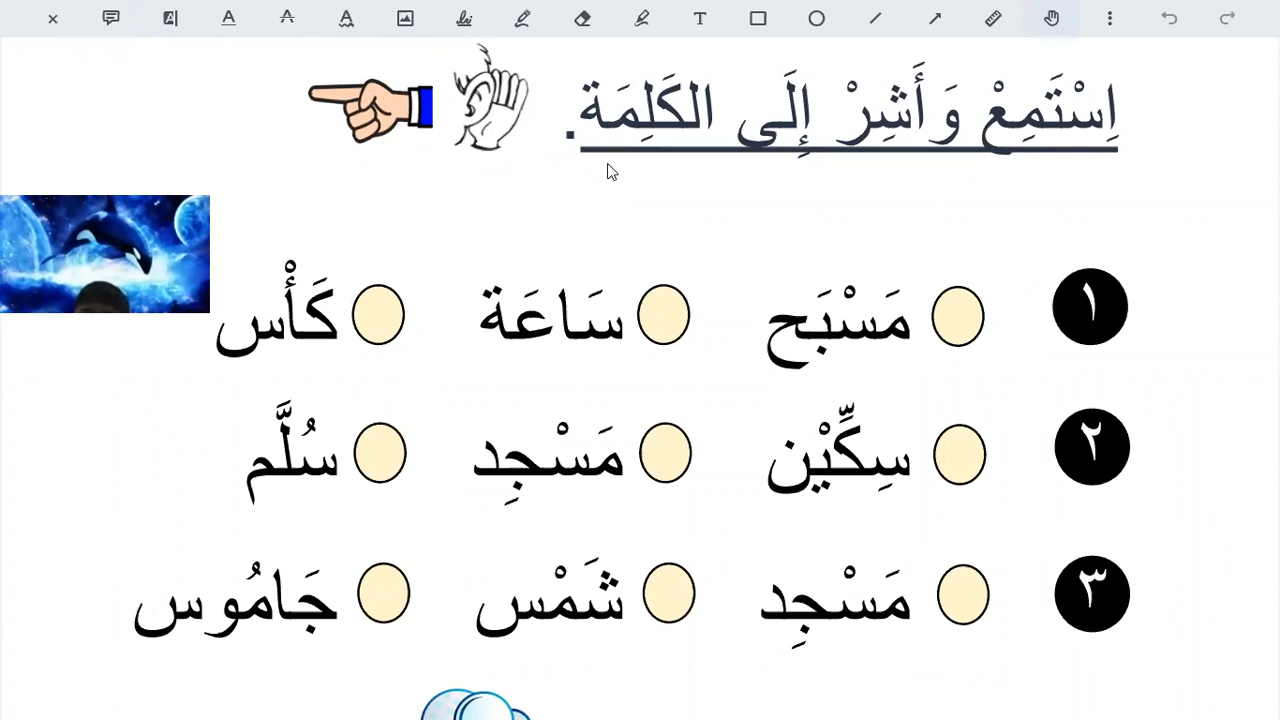 اِسْتَمِعْ وَأَشِرْ إِلَى الكَلِمَة.
١ مَسْبَح سَاعَة كَأْس
٢ سِكِّيْن مَسْجِد سُلَّم
٣ مَسْجِد شَمْس جَامُوس